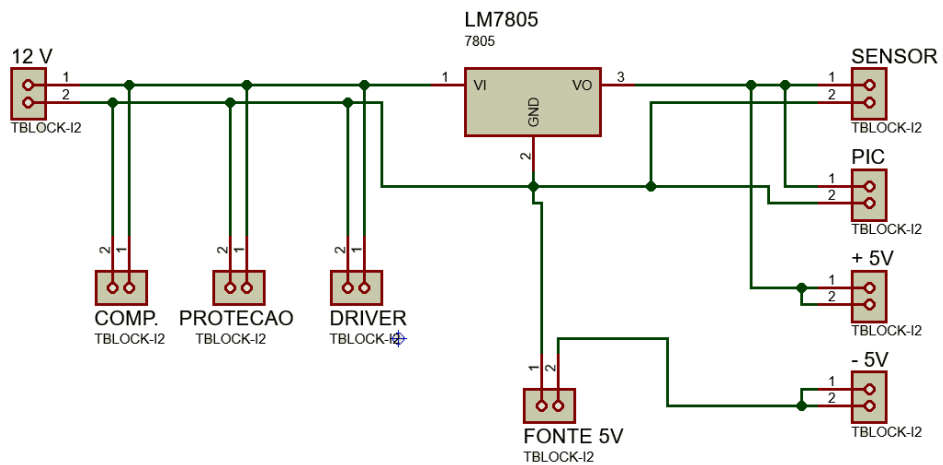 LM7805
7805
12 V
1
2
TBLOCK-I2
1
VI
VO
3
GND
2
SENSOR
1
2
TBLOCK-I2
PIC
1
2
TBLOCK-I2
2
1
COMP.
TBLOCK-I2
2
1
PROTECAO
TBLOCK-I2
2
1
DRIVER
TBLOCK-I2
+ 5V
1
2
TBLOCK-I2
1
2
FONTE 5V
TBLOCK-I2
- 5V
1
2
TBLOCK-I2